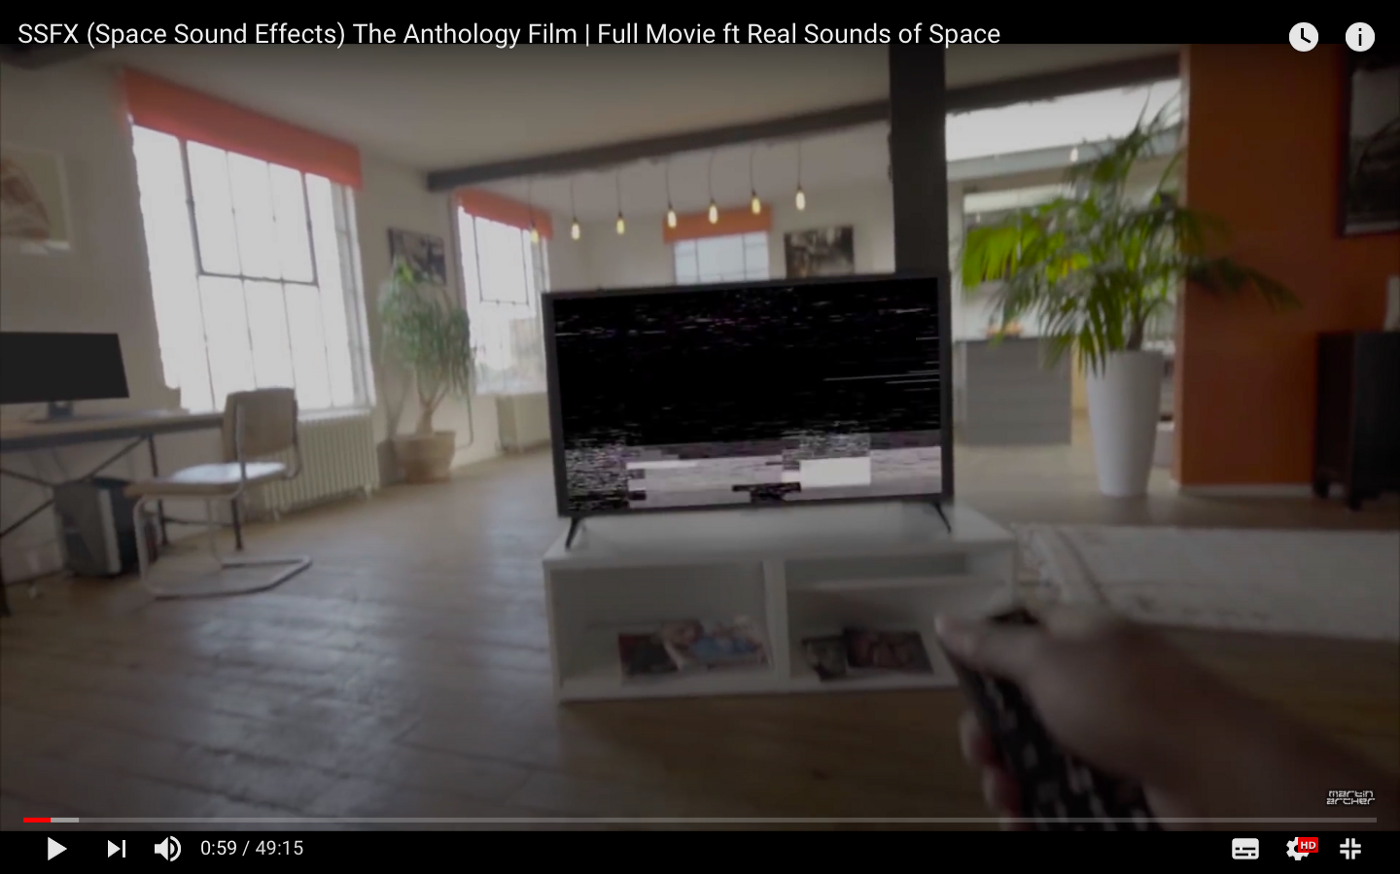 SSFX (Space Sound Effects) The Anthology Film | Full Movie ft Real Sounds of Space
martin
archer
0:59 / 49:15
HD